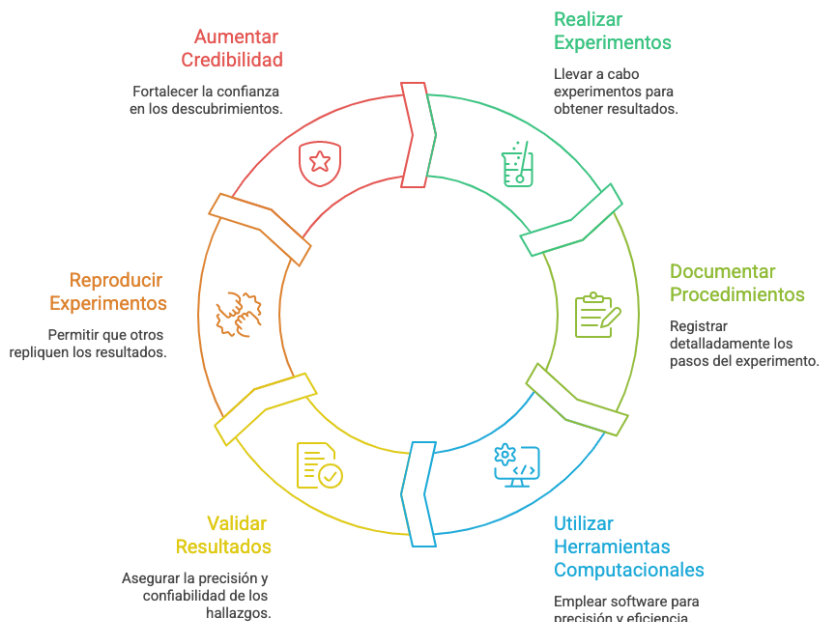 Realizar
Experimentos
Llevar a cabo
experimentos para
obtener resultados.
Documentar
Procedimientos
Registrar
detalladamente los
pasos del experimento.
Utilizar
Herramientas
Computacionales
Emplear software para
precisión y eficiencia.
Validar
Resultados
Asegurar la precisión y
confiabilidad de los
hallazgos.
Reproducir
Experimentos
Permitir que otros
repliquen los resultados.
Aumentar
Credibilidad
Fortalecer la confianza
en los descubrimientos.